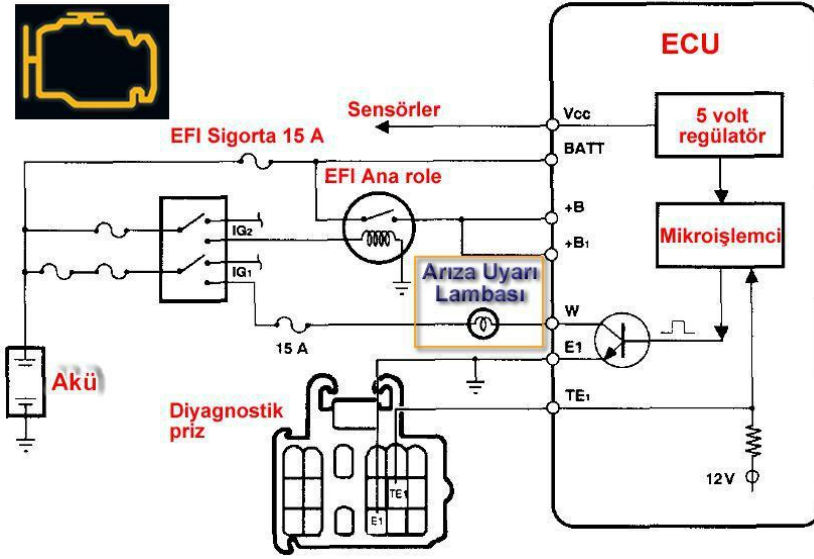 ECU
Sensörler
Vcc
5 volt
regülatör
EFI Sigorta 15 A
BATT
EFI Ana role
+B
IG2
Mikroişlemci
+B1
IG1
Arıza Uyarı
Lambası
W
15 A
E1
Akü
Diyagnostik
priz
TE1
12V
TE1
E1